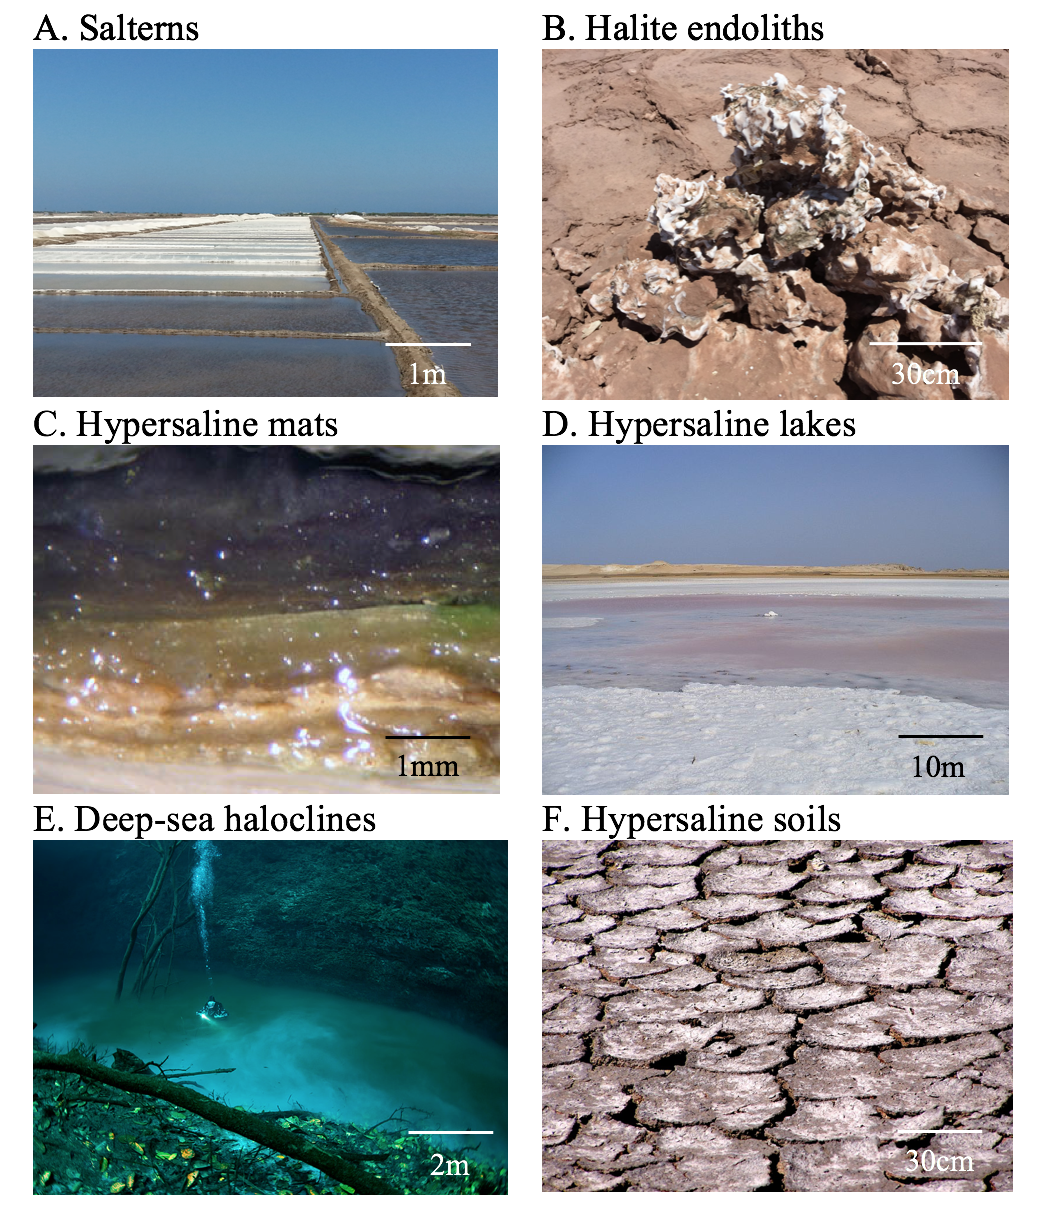 A. Salterns
B. Halite endoliths
1m
30cm
C. Hypersaline mats
D. Hypersaline lakes
1mm
10m
E. Deep-sea haloclines
F. Hypersaline soils
2m
30cm